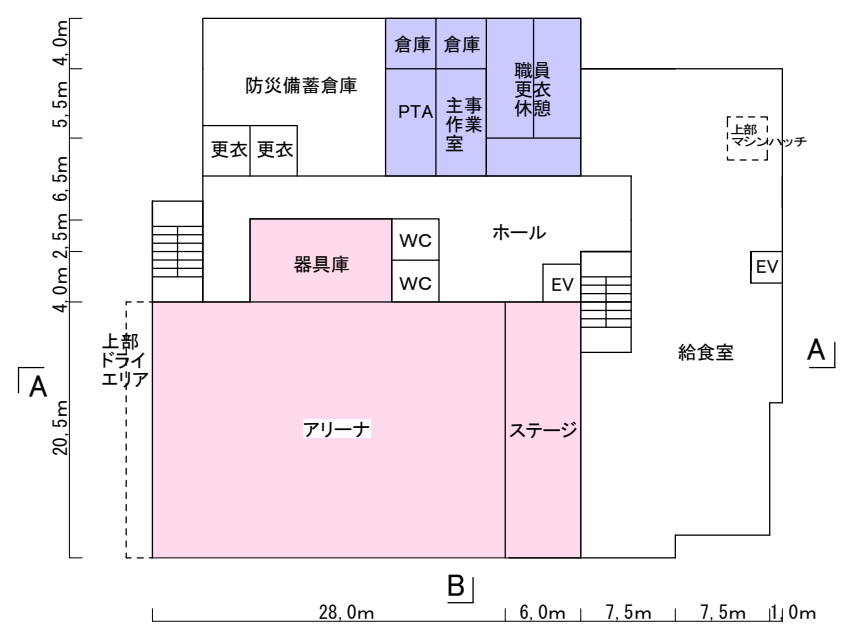 4,0m
5,5m
6,5m
2,5m
4,0m
20,5m
倉庫
倉庫
防災備蓄倉庫
PTA
主事
作業
室
職員
更衣
休憩
更衣
更衣
上部
マシンハッチ
ホール
WC
WC
器具庫
EV
EV
上部
ドライ
エリア
給食室
A
A
アリーナ
ステージ
B
28,0m
6,0m
7,5m
7,5m
1,0m